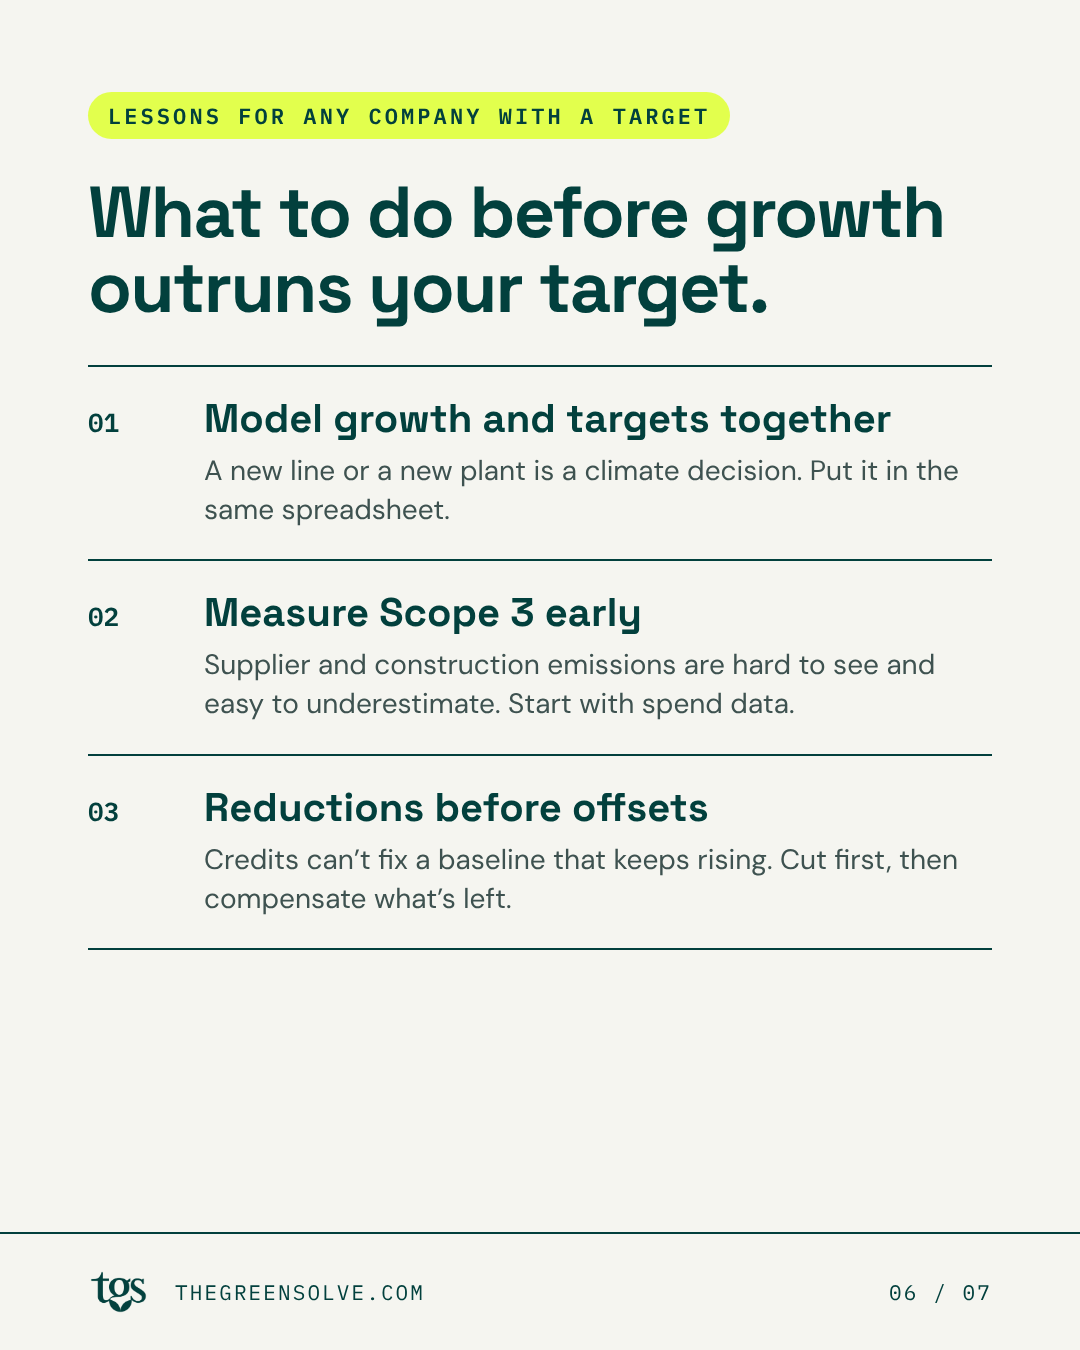 LESSONS FOR ANY COMPANY WITH A TARGET
What to do before growth
outruns your target.
01
Model growth and targets together
A new line or a new plant is a climate decision. Put it in the
same spreadsheet.
02
Measure Scope 3 early
Supplier and construction emissions are hard to see and
easy to underestimate. Start with spend data.
03
Reductions before offsets
Credits can’t fix a baseline that keeps rising. Cut first, then
compensate what’s left.
tgs
THEGREENSOLVE.COM
06 / 07